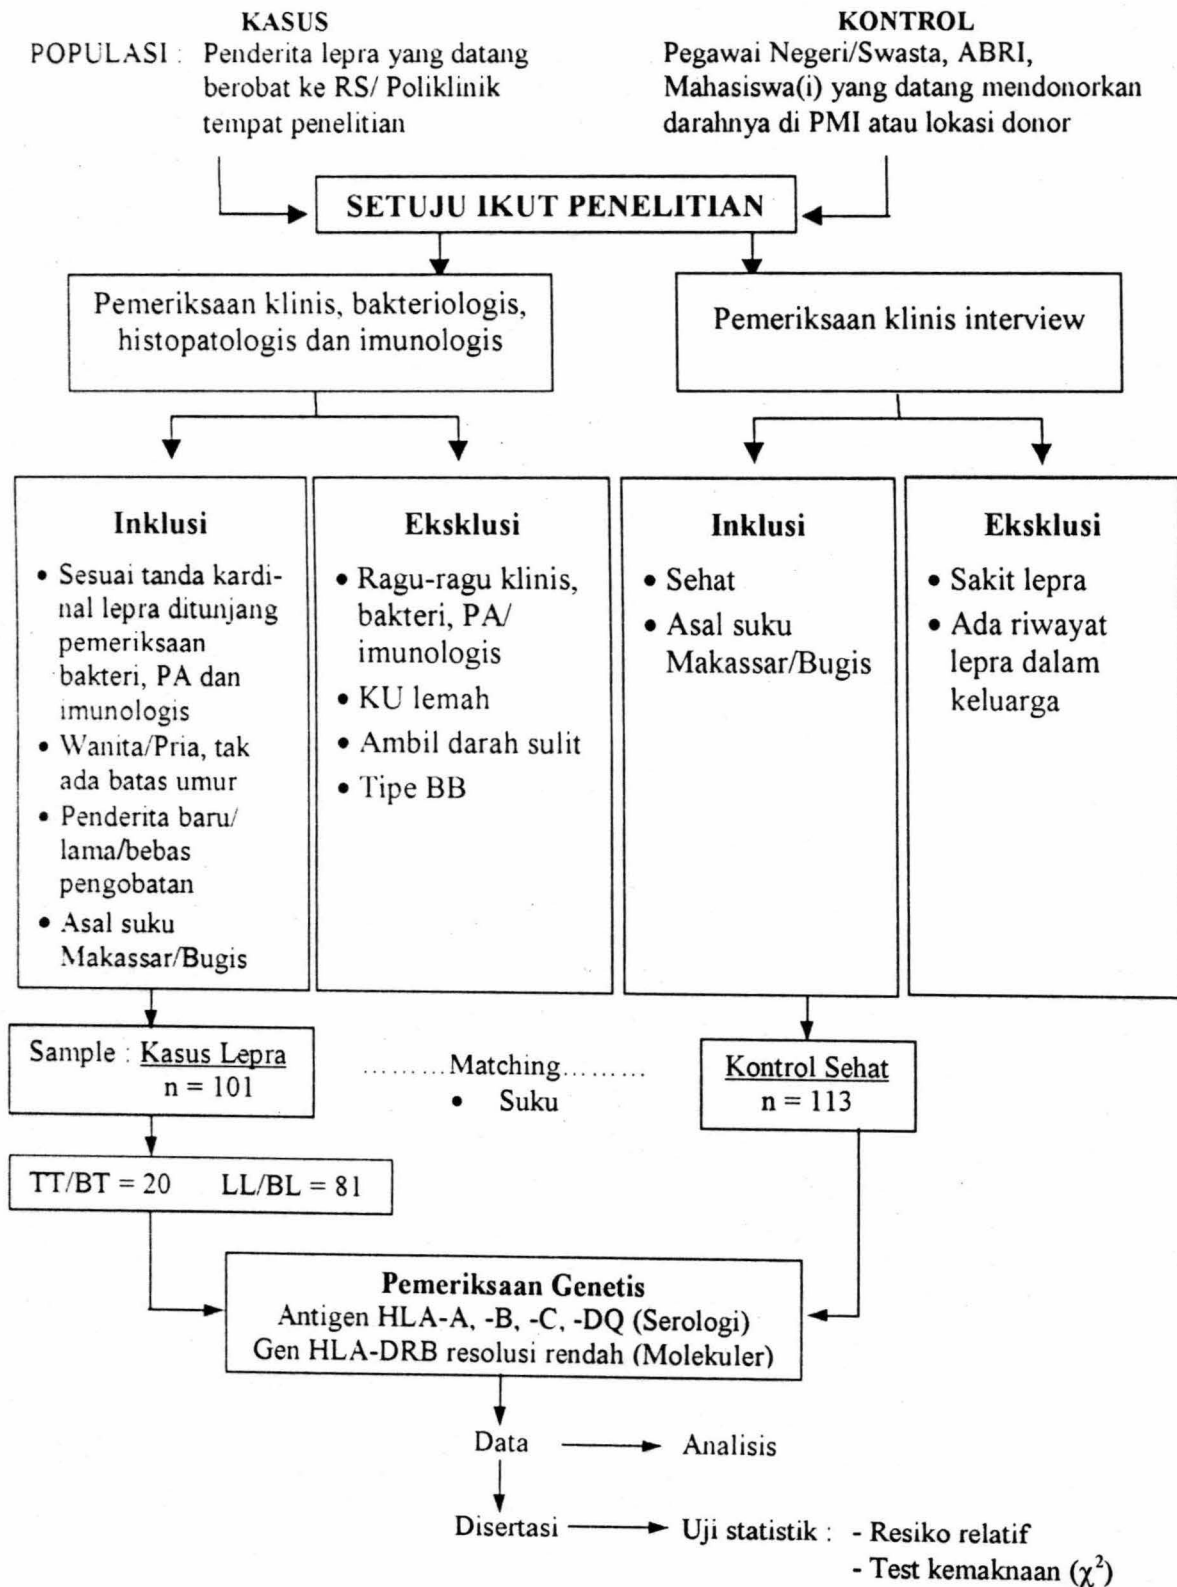 KASUS
POPULASI : Penderita lepra yang datang
berobat ke RS/ Poliklinik
tempat penelitian
KONTROL
Pegawai Negeri/Swasta, ABRI,
Mahasiswa(i) yang datang mendonorkan
darahnya di PMI atau lokasi donor
SETUJU IKUT PENELITIAN
Pemeriksaan klinis, bakteriologis,
histopatologis dan imunologis
Pemeriksaan klinis interview
Inklusi
• Sesuai tanda kardi-
nal lepra ditunjang
pemeriksaan
bakteri, PA dan
imunologis
• Wanita/Pria, tak
ada batas umur
• Penderita baru/
lama/bebas
pengobatan
• Asal suku
Makassar/Bugis
Eksklusi
• Ragu-ragu klinis,
bakteri, PA/
imunologis
• KU lemah
• Ambil darah sulit
• Tipe BB
Inklusi
• Sehat
• Asal suku
Makassar/Bugis
Eksklusi
• Sakit lepra
• Ada riwayat
lepra dalam
keluarga
Sample : Kasus Lepra
n = 101
.........Matching.........
• Suku
Kontrol Sehat
n = 113
TT/BT = 20 LL/BL = 81
Pemeriksaan Genetis
Antigen HLA-A, -B, -C, -DQ (Serologi)
Gen HLA-DRB resolusi rendah (Molekuler)
Data Analisis
Disertasi Uji statistik : - Resiko relatif
- Test kemaknaan (χ²)